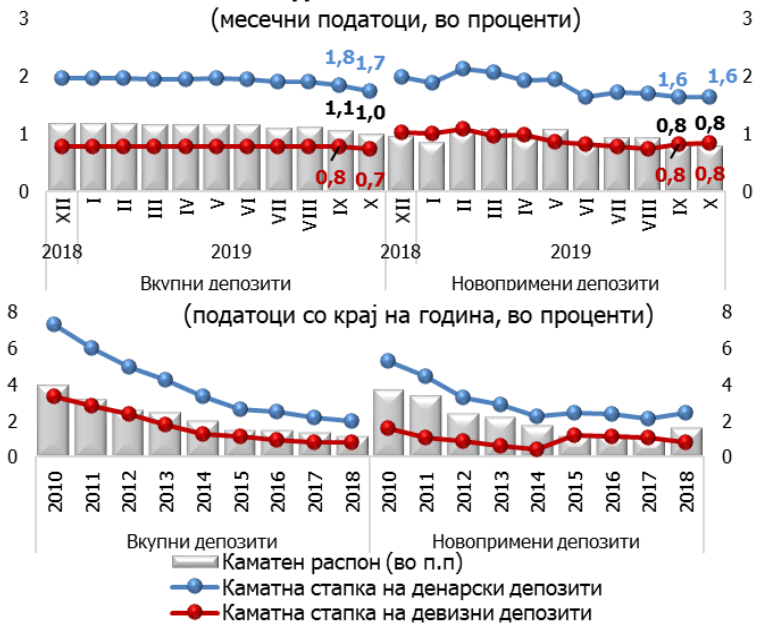 (месечни податоци, во проценти)
3 3
2 2
1 1
0 0
1,8 1,7
1,1 1,0
0,8 0,7
1,6 1,6
0,8 0,8
0,8 0,8
XII I II III IV V VI VII VIII IX X XII I II III IV V VI VII VIII IX X
2018 2019 2018 2019
Вкупни депозити Новопримени депозити
(податоци со крај на година, во проценти)
8 8
6 6
4 4
2 2
0 0
2010 2011 2012 2013 2014 2015 2016 2017 2018 2010 2011 2012 2013 2014 2015 2016 2017 2018
Вкупни депозити Новопримени депозити
Каматен распон (во п.п)
Каматна стапка на денарски депозити
Каматна стапка на девизни депозити